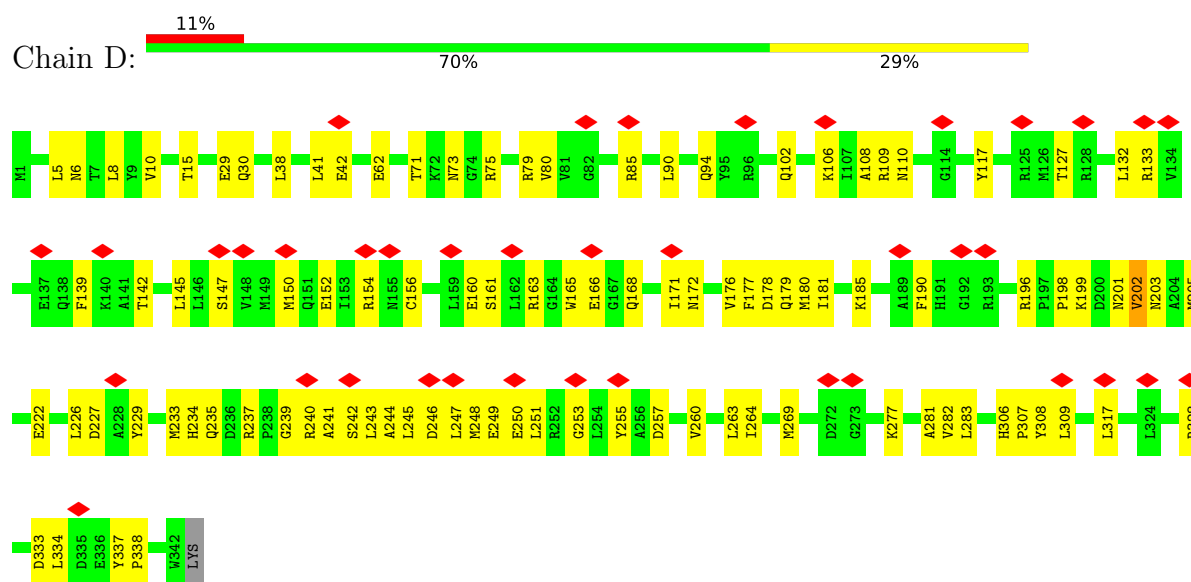 11%
Chain D:
70% 29%
M1 L5 N6 T7 L8 Y9 V10 T15 E29 Q30 L38 L41 E42 E62 T71 K72 N73 G74 R75 R79 V80 V81 G82 R85 L90 Q94 Y95 R96 Q102 K106 I107 A108 R109 N110 G114 Y117 R125 M126 T127 R128 L132 R133 V134
E137 Q138 F139 K140 A141 T142 L145 L146 S147 V148 M149 M150 Q151 E152 I153 R154 N155 C156 L159 E160 S161 L162 R163 G164 W165 E166 G167 Q168 I171 N172 V176 F177 D178 Q179 M180 I181 K185 A189 F190 H191 G192 R193 R196 P197 P198 K199 D200 N201 V202 N203 A204
E222 L226 D227 A228 Y229 M233 H234 Q235 D236 R237 P238 G239 R240 A241 S242 L243 A244 L245 D246 L247 M248 E249 E250 L251 R252 G253 L254 Y255 A256 D257 V260 L263 I264 M269 D272 G273 K277 A281 V282 L283 H306 P307 Y308 L309 L317 L324
D333 L334 D335 E336 Y337 P338 W342 LYS